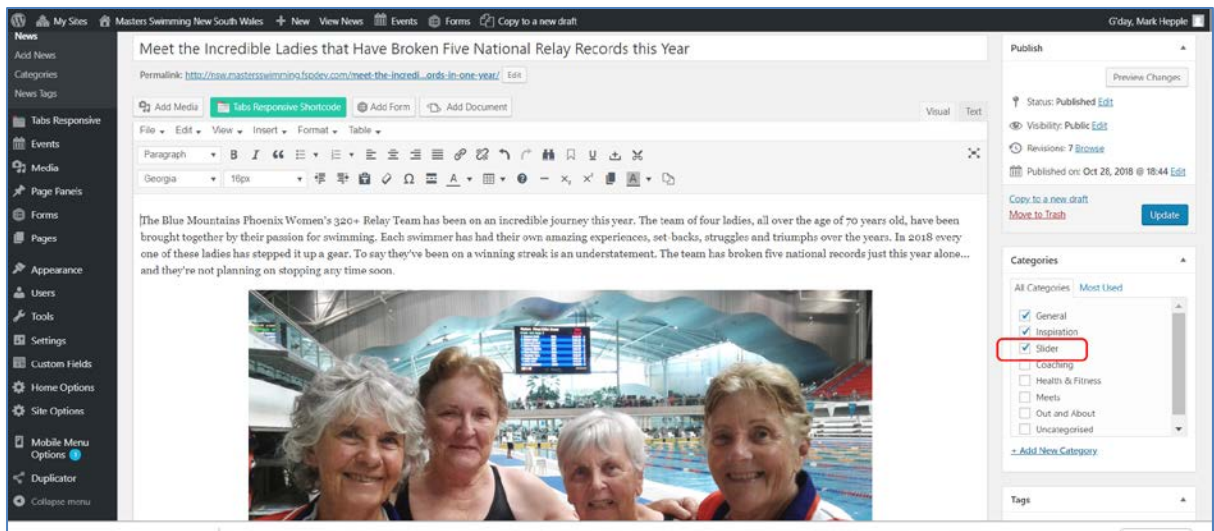 My Sites Masters Swimming New South Wales + New View News Events Forms Copy to a new draft G'day, Mark Hepple
News
Add News
Categories
News Tags
Tabs Responsive
Events
Media
Page Panels
Forms
Pages
Appearance
Users
Tools
Settings
Custom Fields
Home Options
Site Options
Mobile Menu
Options 1
Duplicator
Collapse menu
Meet the Incredible Ladies that Have Broken Five National Relay Records this Year
Permalink: http://nsw.mastersswimming.fspdev.com/meet-the-incredi...ords-in-one-year/ Edit
Add Media Tabs Responsive Shortcode Add Form Add Document Visual Text
File Edit View Insert Format Table
Paragraph B I U
Georgia 16px Ω A A
The Blue Mountains Phoenix Women's 320+ Relay Team has been on an incredible journey this year. The team of four ladies, all over the age of 70 years old, have been
brought together by their passion for swimming. Each swimmer has had their own amazing experiences, set-backs, struggles and triumphs over the years. In 2018 every
one of these ladies has stepped it up a gear. To say they've been on a winning streak is an understatement. The team has broken five national records just this year alone...
and they're not planning on stopping any time soon.
Publish
Preview Changes
Status: Published Edit
Visibility: Public Edit
Revisions: 7 Browse
Published on: Oct 28, 2018 @ 18:44 Edit
Copy to a new draft
Move to Trash Update
Categories
All Categories Most Used
General
Inspiration
Slider
Coaching
Health & Fitness
Meets
Out and About
Uncategorised
+ Add New Category
Tags